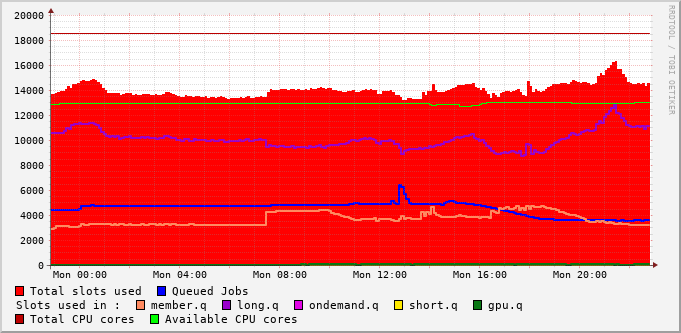 20000
18000
16000
14000
12000
10000
8000
6000
4000
2000
0
Mon 00:00 Mon 04:00 Mon 08:00 Mon 12:00 Mon 16:00 Mon 20:00
Total slots used Queued Jobs
Slots used in : member.q long.q ondemand.q short.q gpu.q
Total CPU cores Available CPU cores
RRDTOOL / TOBI OETIKER